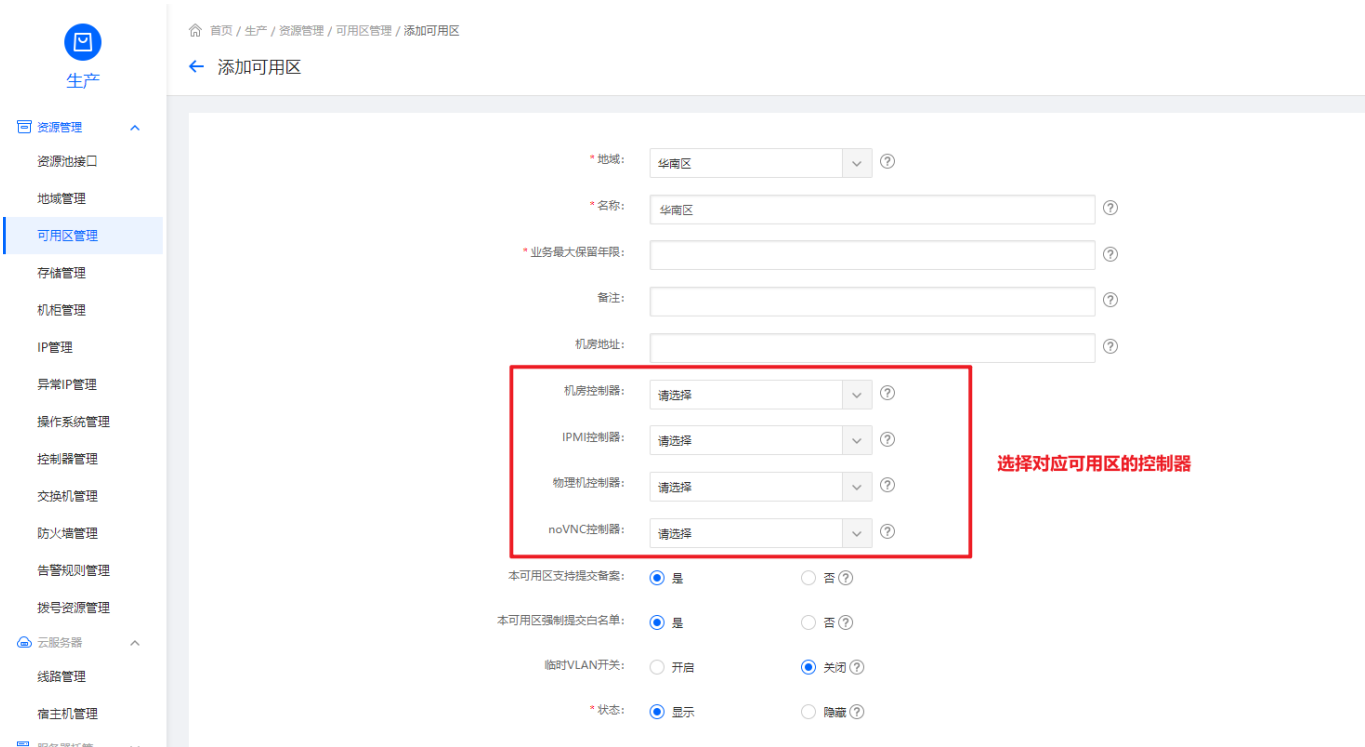 生产
首页 / 生产 / 资源管理 / 可用区管理 / 添加可用区
添加可用区
资源管理
资源池接口
地域管理
可用区管理
存储管理
机柜管理
IP管理
异常IP管理
操作系统管理
控制器管理
交换机管理
防火墙管理
告警规则管理
拨号资源管理
云服务器
线路管理
宿主机管理
服务器托管
* 地域: 华南区
* 名称: 华南区
* 业务最大保留年限:
备注:
机房地址:
机房控制器: 请选择
IPMI控制器: 请选择
物理机控制器: 请选择
noVNC控制器: 请选择
选择对应可用区的控制器
本可用区支持提交备案: 是 否
本可用区强制提交白名单: 是 否
临时VLAN开关: 开启 关闭
* 状态: 显示 隐藏